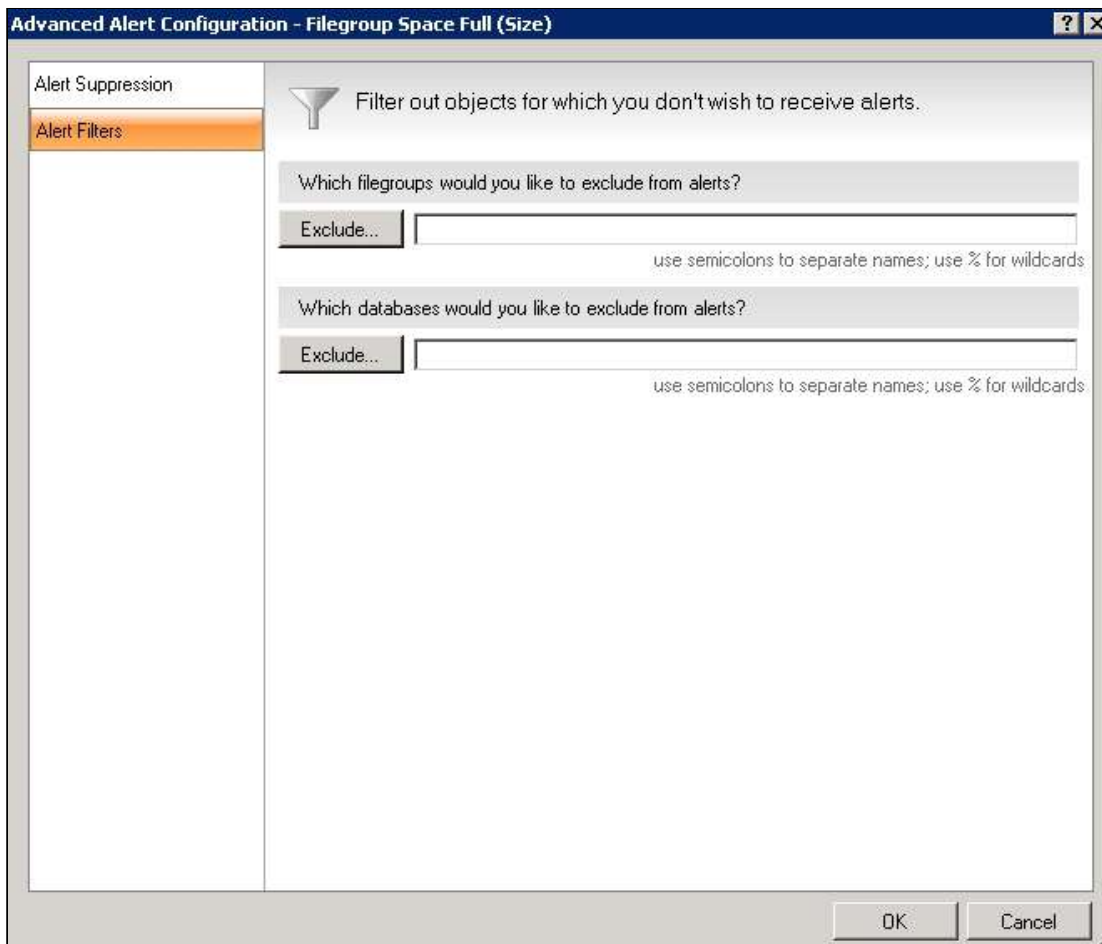 Advanced Alert Configuration - Filegroup Space Full (Size)
Alert Suppression
Alert Filters
Filter out objects for which you don't wish to receive alerts.
Which filegroups would you like to exclude from alerts?
Exclude...
use semicolons to separate names; use % for wildcards
Which databases would you like to exclude from alerts?
Exclude...
use semicolons to separate names; use % for wildcards
OK
Cancel